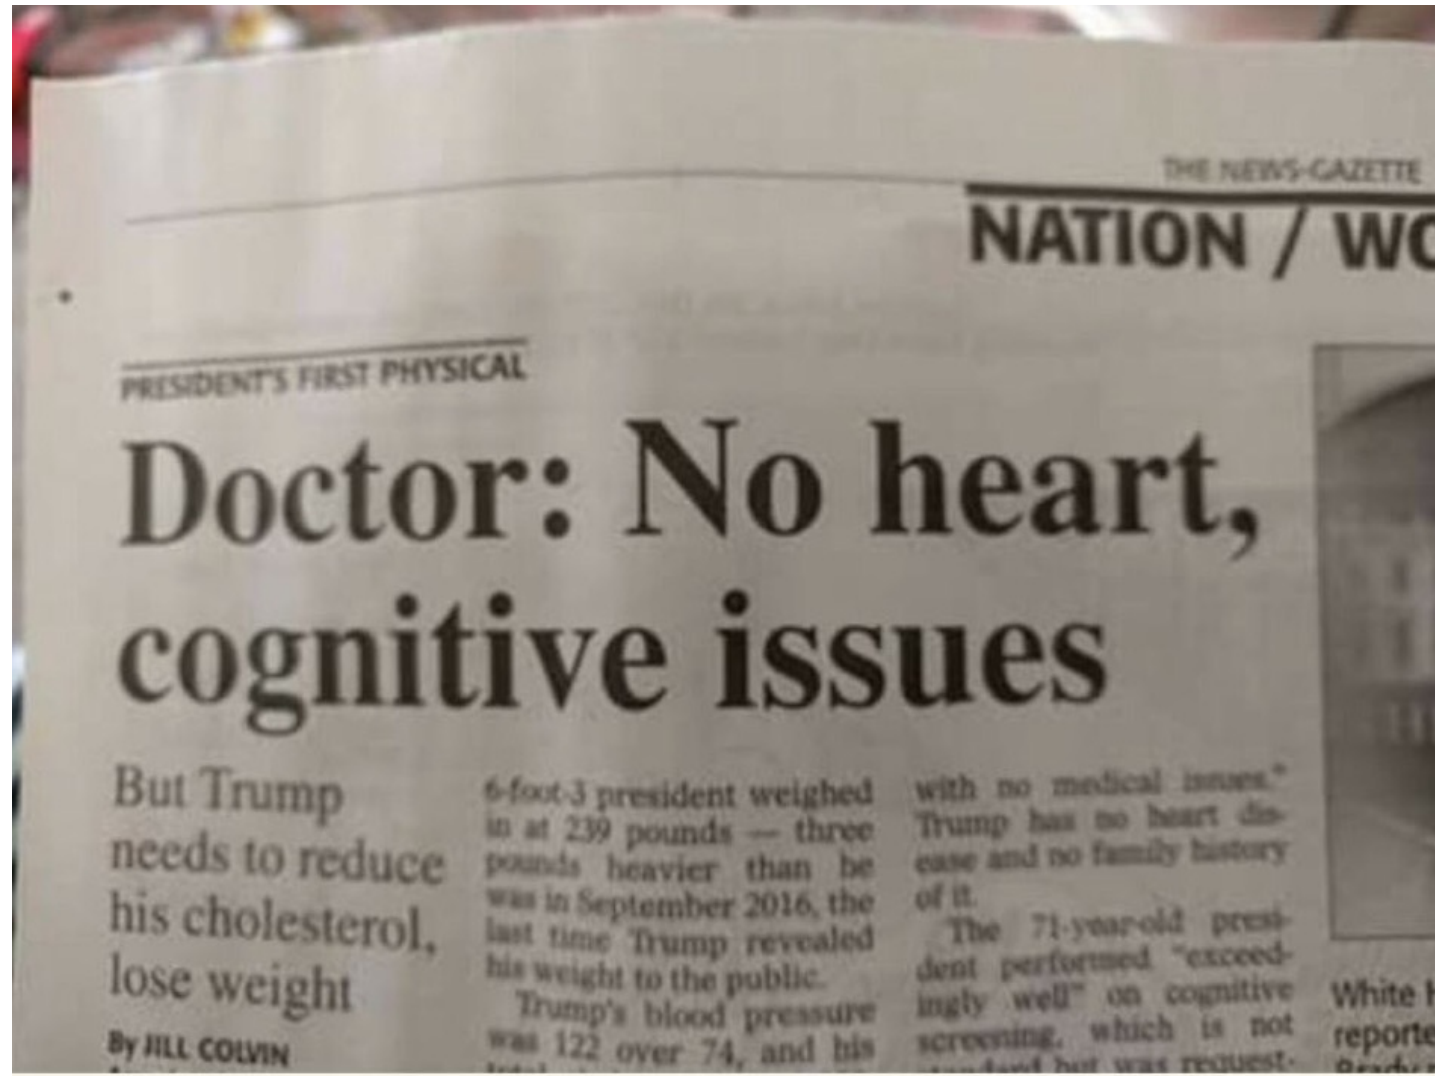 THE NEWS-GAZETTE
NATION / WO
PRESIDENT'S FIRST PHYSICAL
Doctor: No heart,
cognitive issues
But Trump
needs to reduce
his cholesterol,
lose weight
By JILL COLVIN
6-foot-3 president weighed
in at 239 pounds — three
pounds heavier than he
was in September 2016, the
last time Trump revealed
his weight to the public.
Trump's blood pressure
was 122 over 74, and his
with no medical issues."
Trump has no heart dis-
ease and no family history
of it.
The 71-year-old presi-
dent performed "exceed-
ingly well" on cognitive
screening, which is not
standard but was request-
White H
reporte